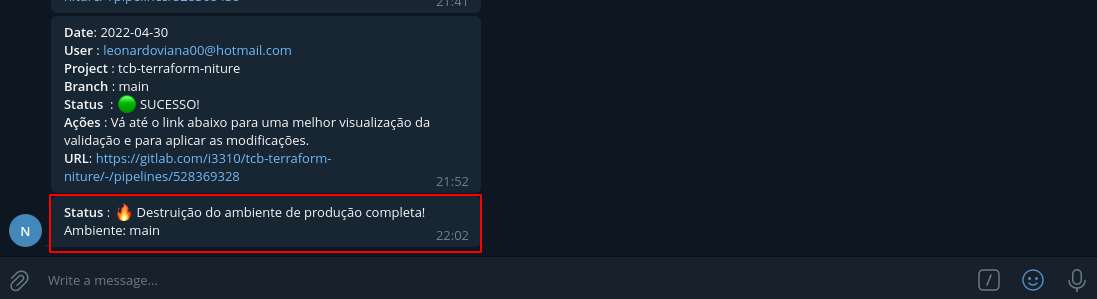 21:41
Date: 2022-04-30
User : leonardoviana00@hotmail.com
Project : tcb-terraform-niture
Branch : main
Status : 🟢 SUCESSO!
Ações : Vá até o link abaixo para uma melhor visualização da
validação e para aplicar as modificações.
URL: https://gitlab.com/i3310/tcb-terraform-
niture/-/pipelines/528369328
21:52
Status : 🔥 Destruição do ambiente de produção completa!
Ambiente: main
22:02
N
Write a message...